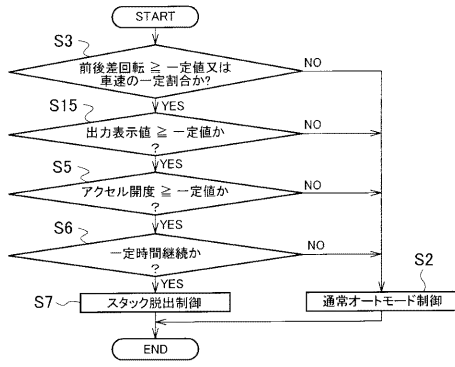 START
S3
前後差回転 ≧ 一定値又は
車速の一定割合か?
NO
YES
S15
出力表示値 ≧ 一定値か
?
NO
YES
S5
アクセル開度 ≧ 一定値か
?
NO
YES
S6
一定時間継続か
?
NO
YES
S7
スタック脱出制御
S2
通常オートモード制御
END